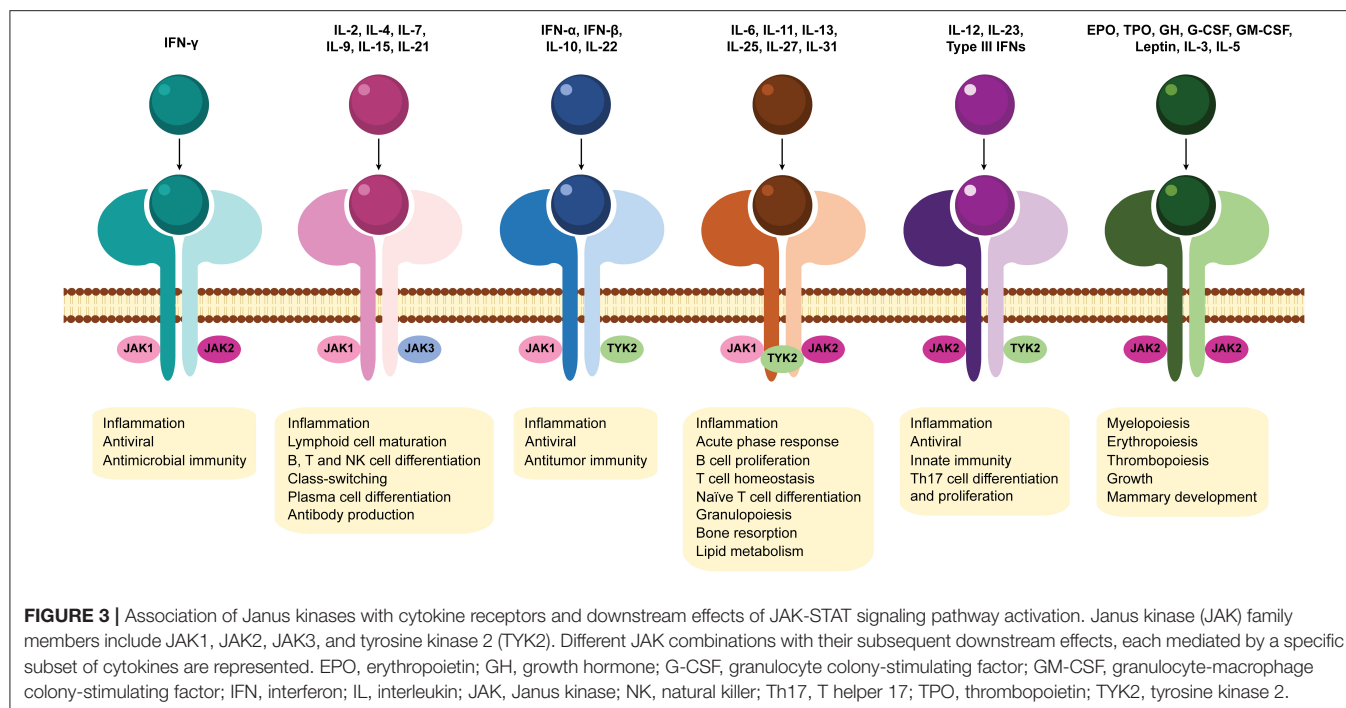 IFN-γ
IL-2, IL-4, IL-7,
IL-9, IL-15, IL-21
IFN-α, IFN-β,
IL-10, IL-22
IL-6, IL-11, IL-13,
IL-25, IL-27, IL-31
IL-12, IL-23,
Type III IFNs
EPO, TPO, GH, G-CSF, GM-CSF,
Leptin, IL-3, IL-5
JAK1
JAK2
JAK1
JAK3
JAK1
TYK2
JAK1
TYK2
JAK2
JAK2
TYK2
JAK2
JAK2
Inflammation
Antiviral
Antimicrobial immunity
Inflammation
Lymphoid cell maturation
B, T and NK cell differentiation
Class-switching
Plasma cell differentiation
Antibody production
Inflammation
Antiviral
Antitumor immunity
Inflammation
Acute phase response
B cell proliferation
T cell homeostasis
Naïve T cell differentiation
Granulopoiesis
Bone resorption
Lipid metabolism
Inflammation
Antiviral
Innate immunity
Th17 cell differentiation
and proliferation
Myelopoiesis
Erythropoiesis
Thrombopoiesis
Growth
Mammary development
FIGURE 3 | Association of Janus kinases with cytokine receptors and downstream effects of JAK-STAT signaling pathway activation. Janus kinase (JAK) family
members include JAK1, JAK2, JAK3, and tyrosine kinase 2 (TYK2). Different JAK combinations with their subsequent downstream effects, each mediated by a specific
subset of cytokines are represented. EPO, erythropoietin; GH, growth hormone; G-CSF, granulocyte colony-stimulating factor; GM-CSF, granulocyte-macrophage
colony-stimulating factor; IFN, interferon; IL, interleukin; JAK, Janus kinase; NK, natural killer; Th17, T helper 17; TPO, thrombopoietin; TYK2, tyrosine kinase 2.